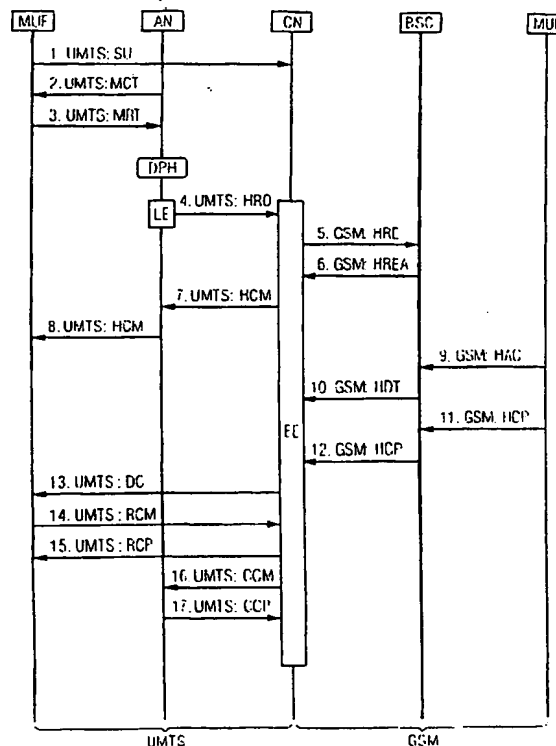 MUF
AN
CN
BSC
MUF
1. UMTS: SU
2. UMTS: MCT
3. UMTS: MRT
DPH
LE
4. UMTS: HRO
5. GSM: HRE
6. GSM: HREA
7. UMTS: HCM
8. UMTS: HCM
9. GSM: HAC
10. GSM: HDT
11. GSM: HCP
EE
12. GSM: HCP
13. UMTS : DC
14. UMTS : RCM
15. UMTS : RCP
16. UMTS: CCM
17. UMTS: CCP
UMTS
GSM